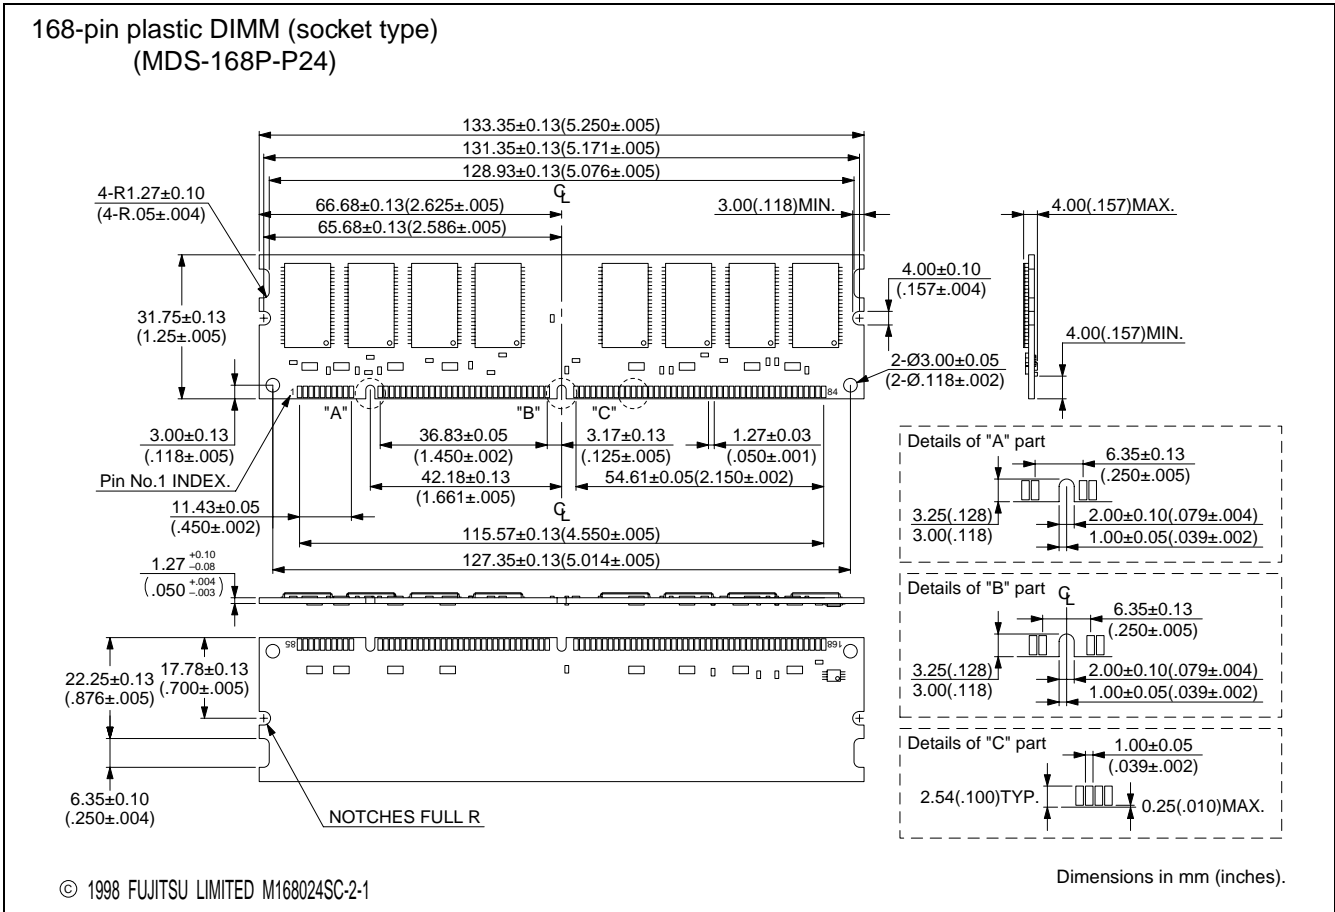 168-pin plastic DIMM (socket type)
(MDS-168P-P24)
133.35±0.13(5.250±.005)
131.35±0.13(5.171±.005)
128.93±0.13(5.076±.005)
4-R1.27±0.10
(4-R.05±.004)
66.68±0.13(2.625±.005)
3.00(.118)MIN.
4.00(.157)MAX.
65.68±0.13(2.586±.005)
4.00±0.10
(.157±.004)
31.75±0.13
(1.25±.005)
4.00(.157)MIN.
2-Ø3.00±0.05
(2-Ø.118±.002)
1
84
"A"
"B"
"C"
3.00±0.13
(.118±.005)
36.83±0.05
(1.450±.002)
3.17±0.13
(.125±.005)
1.27±0.03
(.050±.001)
Pin No.1 INDEX.
42.18±0.13
(1.661±.005)
54.61±0.05(2.150±.002)
11.43±0.05
(.450±.002)
115.57±0.13(4.550±.005)
127.35±0.13(5.014±.005)
1.27 +0.10 –0.08
(.050 +.004 –.003)
Details of "A" part
6.35±0.13
(.250±.005)
3.25(.128)
3.00(.118)
2.00±0.10(.079±.004)
1.00±0.05(.039±.002)
Details of "B" part
6.35±0.13
(.250±.005)
3.25(.128)
3.00(.118)
2.00±0.10(.079±.004)
1.00±0.05(.039±.002)
85
168
22.25±0.13
(.876±.005)
17.78±0.13
(.700±.005)
6.35±0.10
(.250±.004)
NOTCHES FULL R
Details of "C" part
1.00±0.05
(.039±.002)
2.54(.100)TYP.
0.25(.010)MAX.
© 1998 FUJITSU LIMITED M168024SC-2-1
Dimensions in mm (inches).